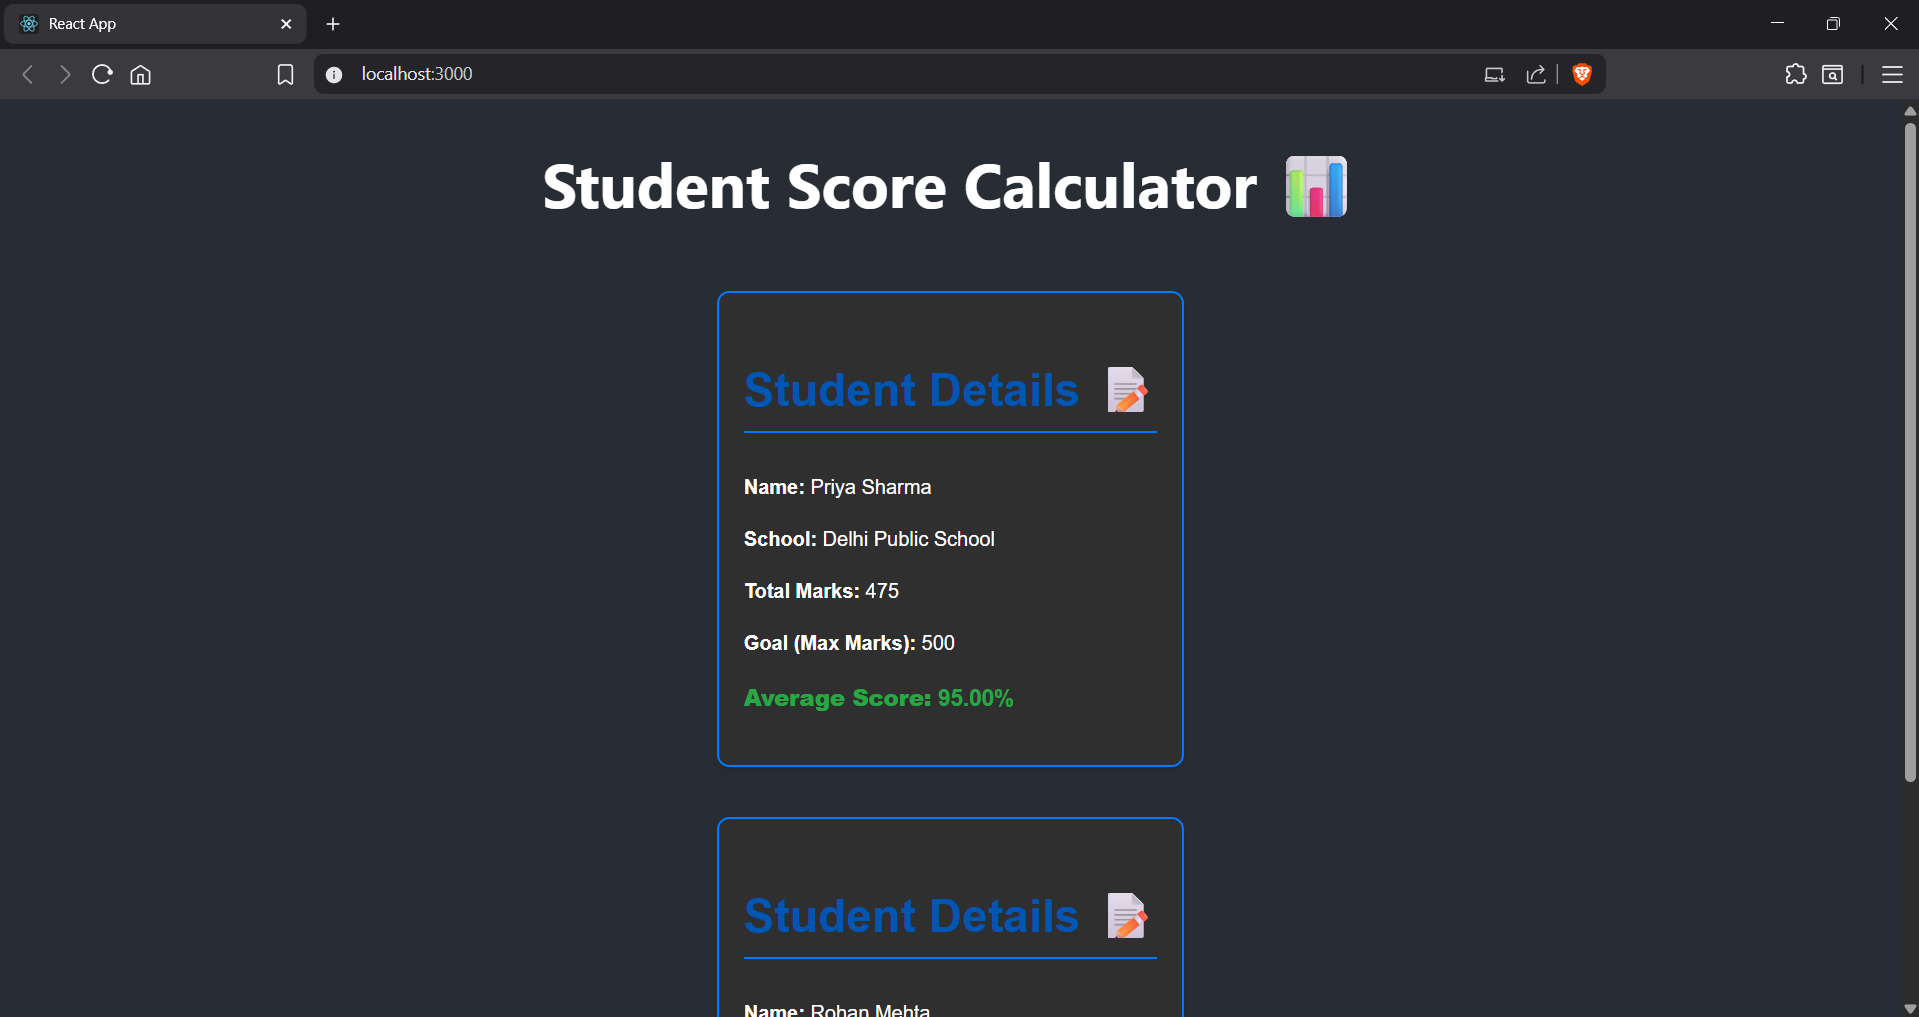 React App
localhost:3000
Student Score Calculator
Student Details
Name: Priya Sharma
School: Delhi Public School
Total Marks: 475
Goal (Max Marks): 500
Average Score: 95.00%
Student Details
Name: Rohan Mehta